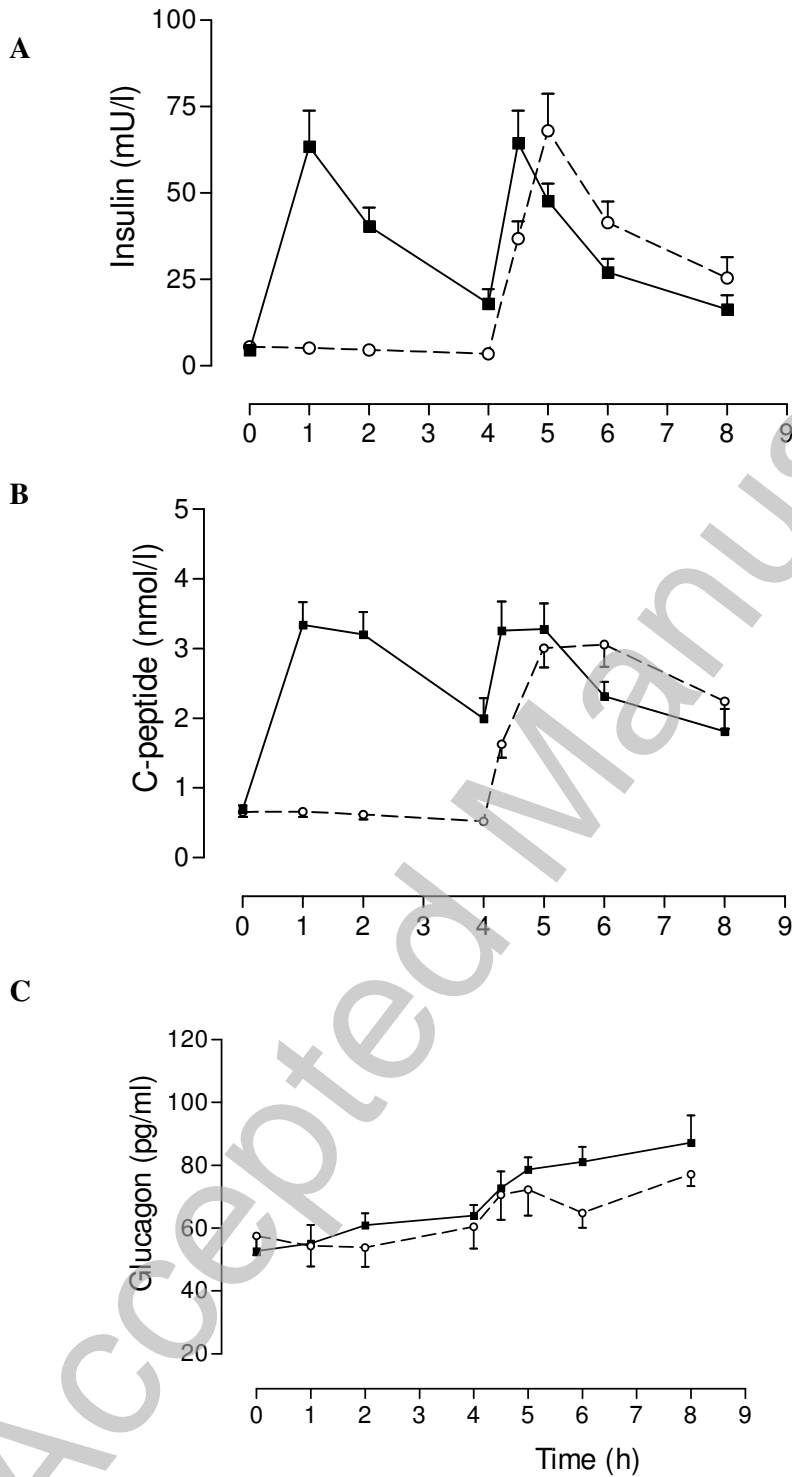 A
Insulin (mU/l)
100
75
50
25
0
0 1 2 3 4 5 6 7 8 9
B
C-peptide (nmol/l)
5
4
3
2
1
0
0 1 2 3 4 5 6 7 8 9
C
Glucagon (pg/ml)
120
100
80
60
40
20
0 1 2 3 4 5 6 7 8 9
Time (h)
Accepted Manus